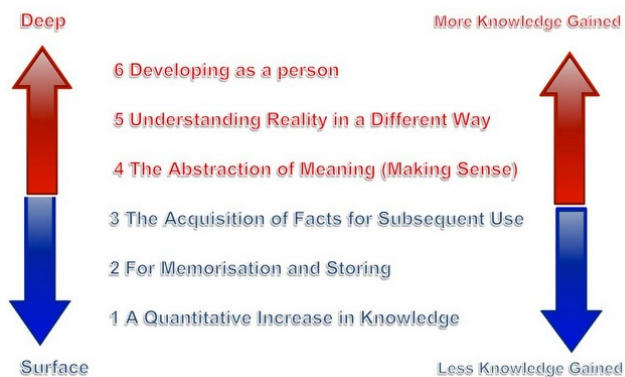 Deep
More Knowledge Gained
6 Developing as a person
5 Understanding Reality in a Different Way
4 The Abstraction of Meaning (Making Sense)
3 The Acquisition of Facts for Subsequent Use
2 For Memorisation and Storing
1 A Quantitative Increase in Knowledge
Surface
Less Knowledge Gained